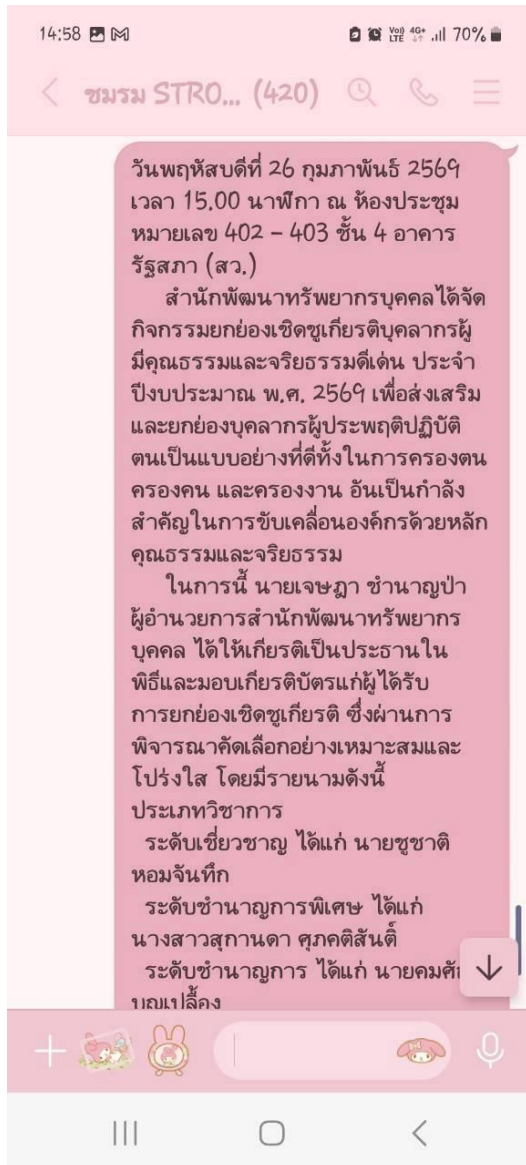 14:58
Vo)) LTE 4G+ 70%
ชมรม STRO... (420)
วันพฤหัสบดีที่ 26 กุมภาพันธ์ 2569
เวลา 15.00 นาฬิกา ณ ห้องประชุม
หมายเลข 402 – 403 ชั้น 4 อาคาร
รัฐสภา (สว.)
สำนักพัฒนาทรัพยากรบุคคลได้จัด
กิจกรรมยกย่องเชิดชูเกียรติบุคลากรผู้
มีคุณธรรมและจริยธรรมดีเด่น ประจำ
ปีงบประมาณ พ.ศ. 2569 เพื่อส่งเสริม
และยกย่องบุคลากรผู้ประพฤติปฏิบัติ
ตนเป็นแบบอย่างที่ดีทั้งในการครองตน
ครองคน และครองงาน อันเป็นกำลัง
สำคัญในการขับเคลื่อนองค์กรด้วยหลัก
คุณธรรมและจริยธรรม
ในการนี้ นายเจษฎา ชำนาญป่า
ผู้อำนวยการสำนักพัฒนาทรัพยากร
บุคคล ได้ให้เกียรติเป็นประธานใน
พิธีและมอบเกียรติบัตรแก่ผู้ได้รับ
การยกย่องเชิดชูเกียรติ ซึ่งผ่านการ
พิจารณาคัดเลือกอย่างเหมาะสมและ
โปร่งใส โดยมีรายนามดังนี้
ประเภทวิชาการ
ระดับเชี่ยวชาญ ได้แก่ นายชูชาติ
หอมจันทึก
ระดับชำนาญการพิเศษ ได้แก่
นางสาวสุกานดา ศุภคติสันติ์
ระดับชำนาญการ ได้แก่
บุญเปลื้อง